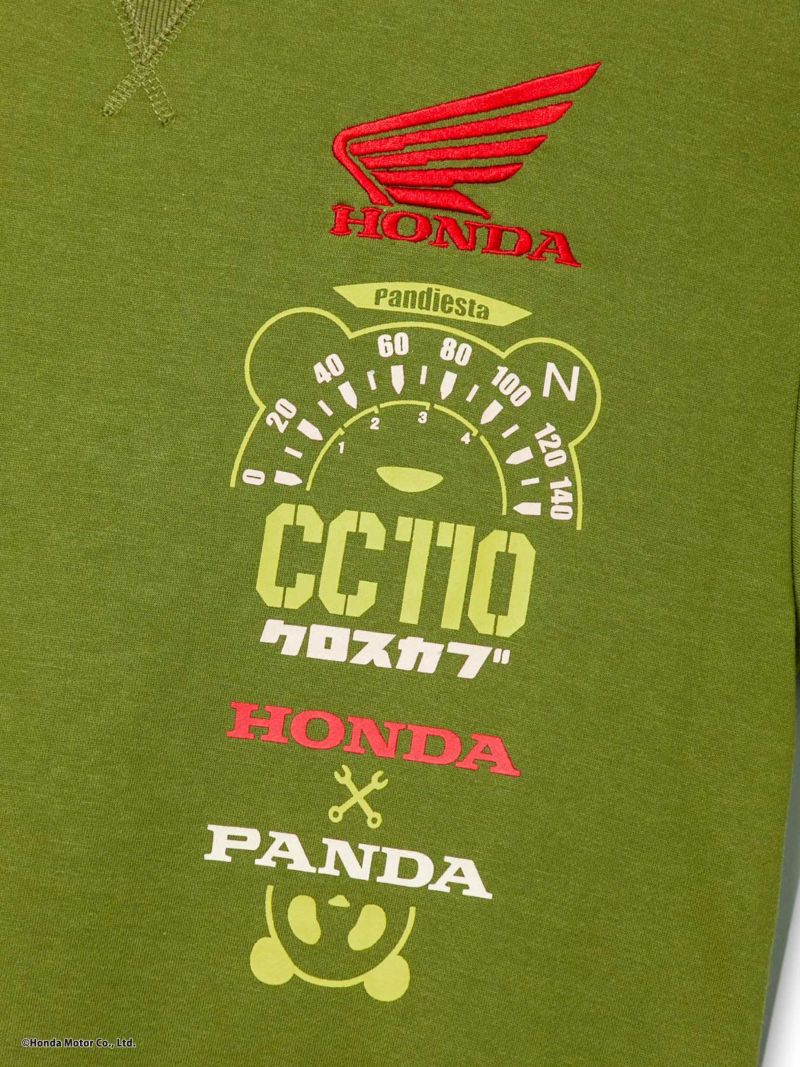 HONDA
Pandiesta
0 20 40 60 80 100 120 140
N
1 2 3 4
CC110
クロスカブ
HONDA
PANDA
©Honda Motor Co., Ltd.